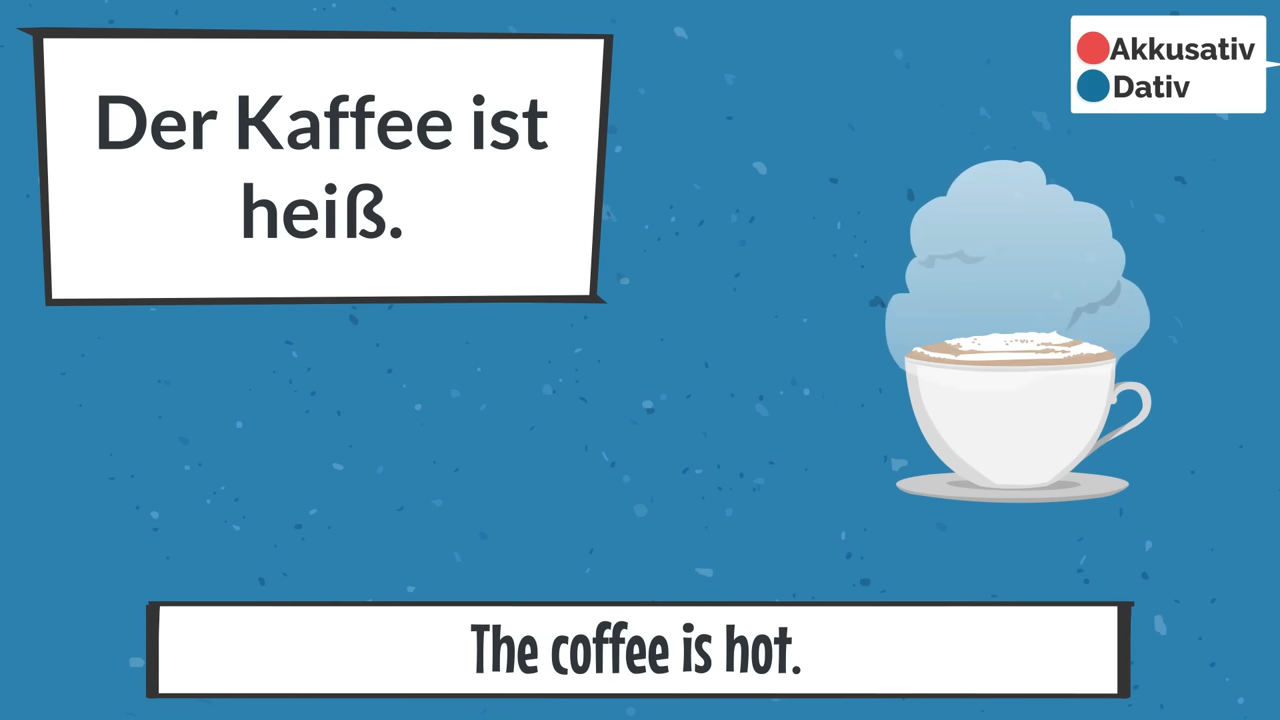 Der Kaffee ist
heiß.
Akkusativ
Dativ
The coffee is hot.